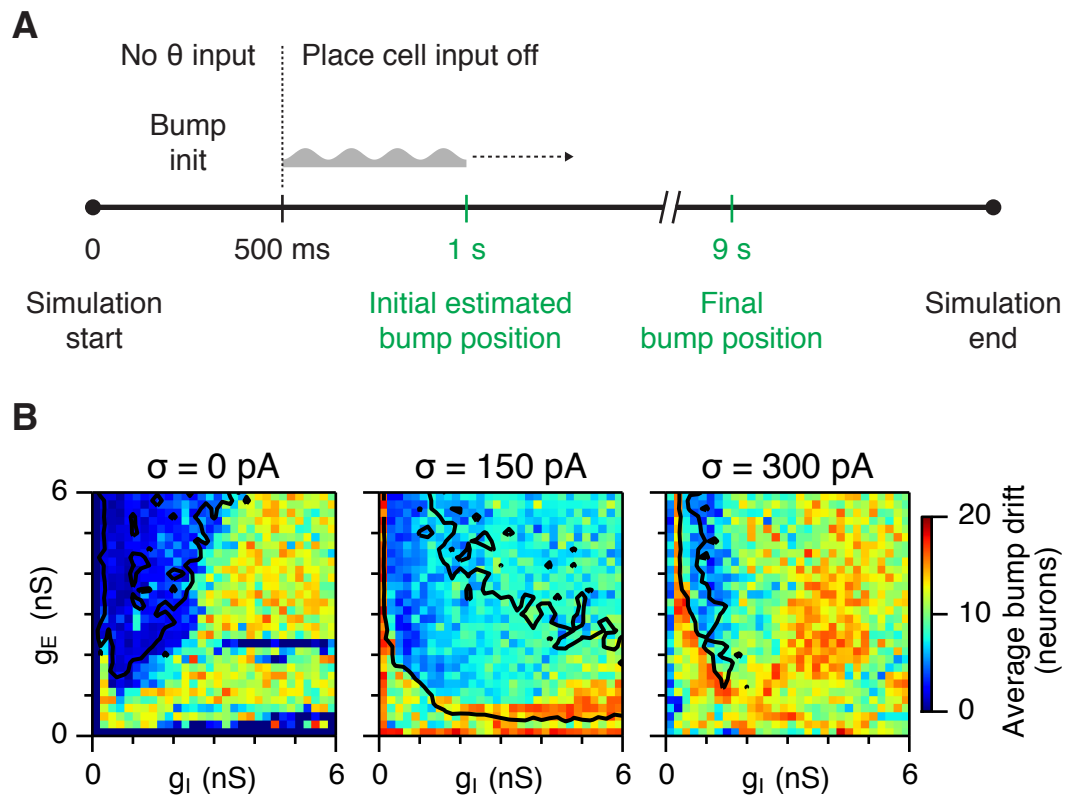 A
No θ input
Place cell input off
Bump
init
0
500 ms
1 s
9 s
Simulation
start
Initial estimated
bump position
Final
bump position
Simulation
end
B
σ = 0 pA
σ = 150 pA
σ = 300 pA
6
gE (nS)
0
0
gI (nS)
6
0
gI (nS)
6
0
gI (nS)
6
20
10
0
Average bump drift
(neurons)